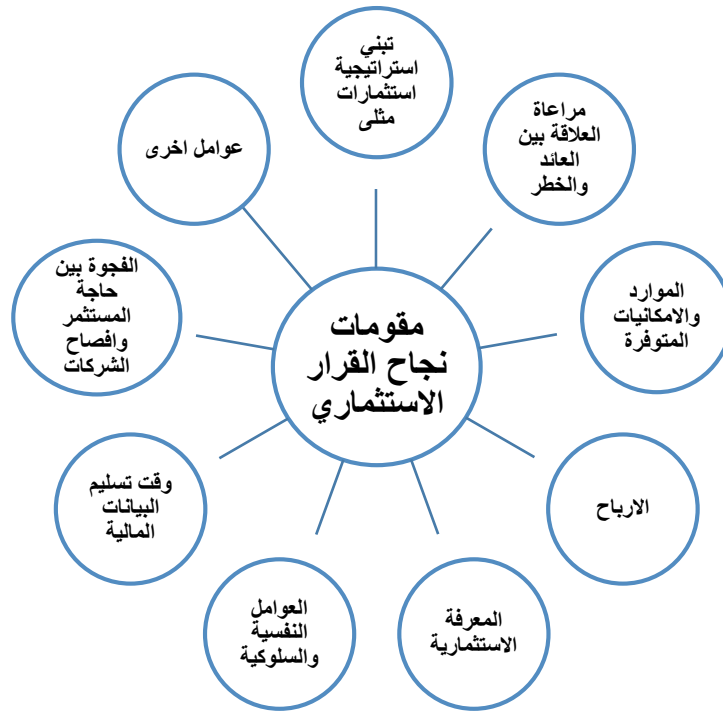 تبني
استراتيجية
استثمارات
مثلى
مراعاة
العلاقة بين
العائد
والخطر
الموارد
والامكانيات
المتوفرة
الارباح
المعرفة
الاستثمارية
العوامل
النفسية
والسلوكية
وقت تسليم
البيانات
المالية
الفجوة بين
حاجة
المستثمر
وافصاح
الشركات
عوامل اخرى
مقومات
نجاح القرار
الاستثماري